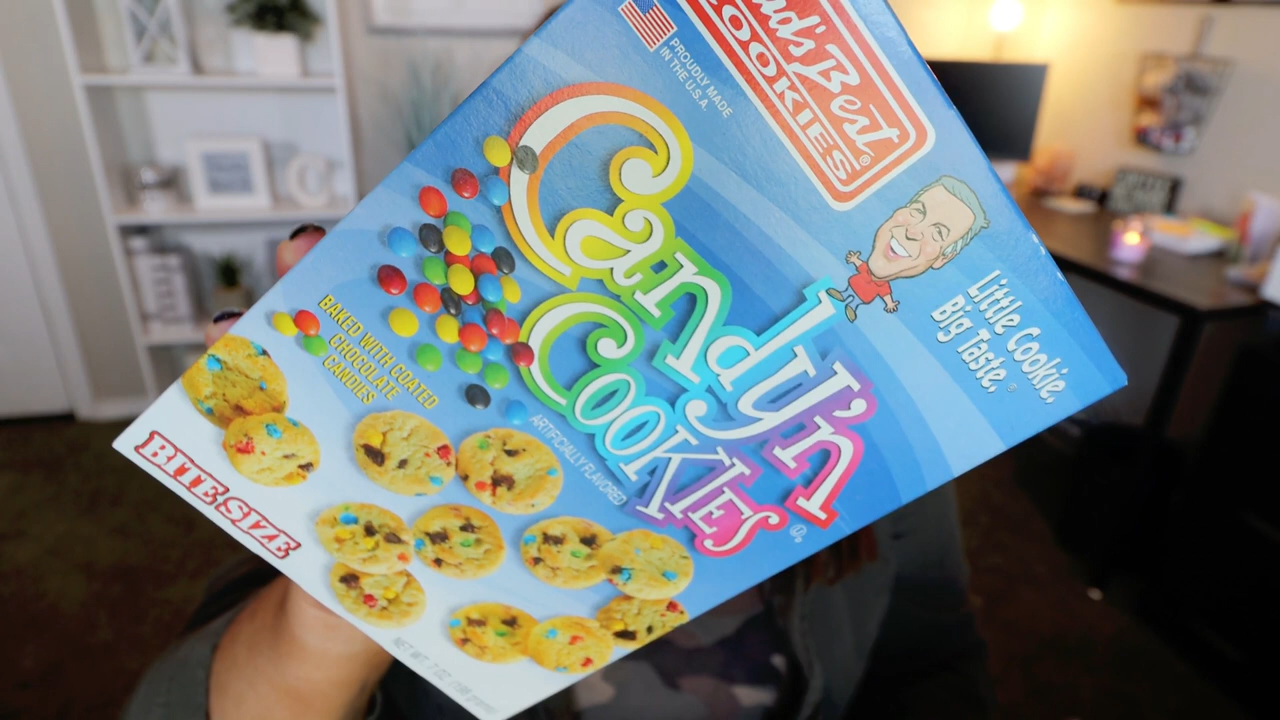 PROUDLY MADE
IN THE U.S.A.
Best
COOKIES
®
Candy'n
Cookies
Little Cookie,
Big Taste.®
BAKED WITH COATED
CHOCOLATE
CANDIES
ARTIFICIALLY FLAVORED
BITE SIZE
NET WT. 7 OZ.